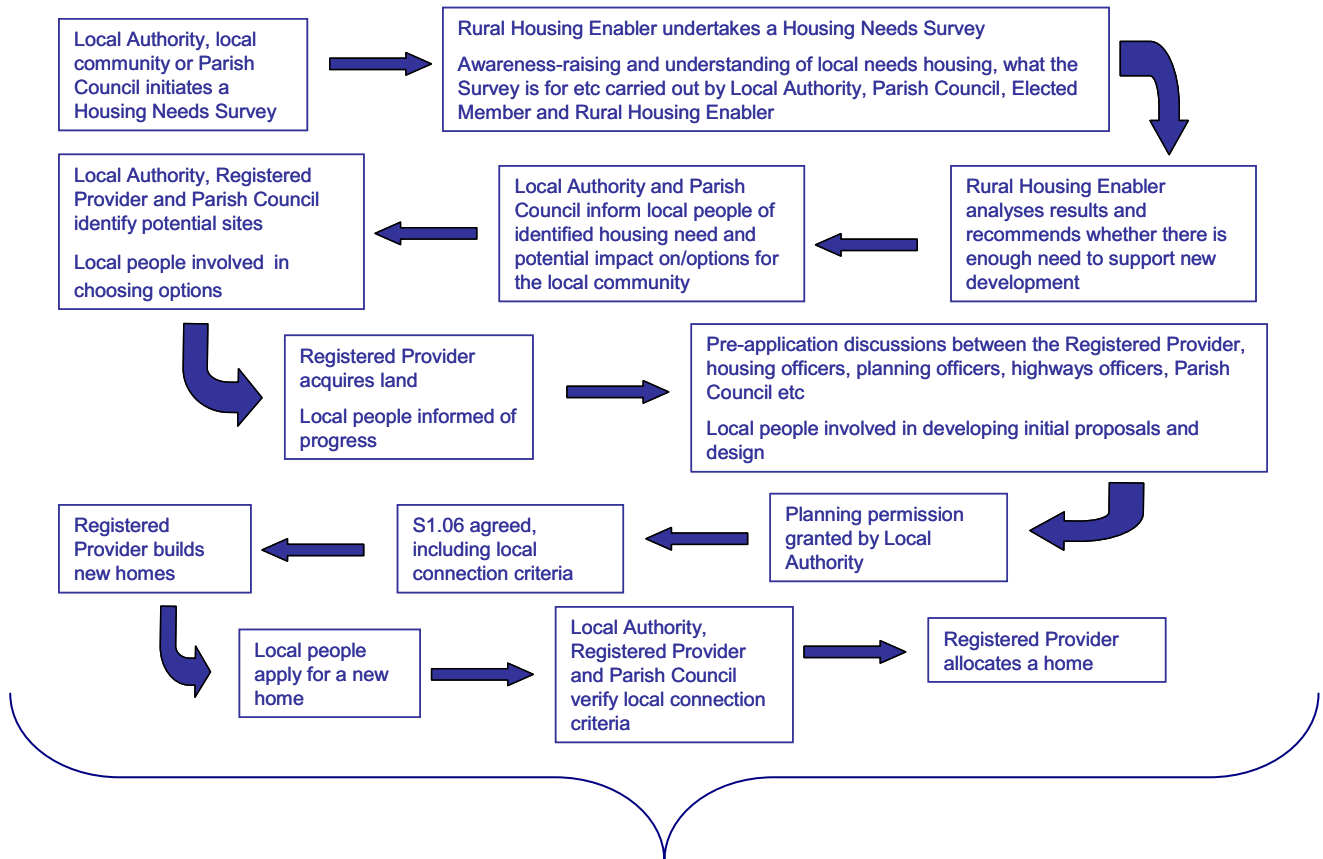 Local Authority, local
community or Parish
Council initiates a
Housing Needs Survey
Rural Housing Enabler undertakes a Housing Needs Survey
Awareness-raising and understanding of local needs housing, what the
Survey is for etc carried out by Local Authority, Parish Council, Elected
Member and Rural Housing Enabler
Rural Housing Enabler
analyses results and
recommends whether there is
enough need to support new
development
Local Authority and Parish
Council inform local people of
identified housing need and
potential impact on/options for
the local community
Local Authority, Registered
Provider and Parish Council
identify potential sites
Local people involved in
choosing options
Registered Provider
acquires land
Local people informed of
progress
Pre-application discussions between the Registered Provider,
housing officers, planning officers, highways officers, Parish
Council etc
Local people involved in developing initial proposals and
design
Planning permission
granted by Local
Authority
S1.06 agreed,
including local
connection criteria
Registered
Provider builds
new homes
Local people
apply for a new
home
Local Authority,
Registered Provider
and Parish Council
verify local connection
criteria
Registered Provider
allocates a home